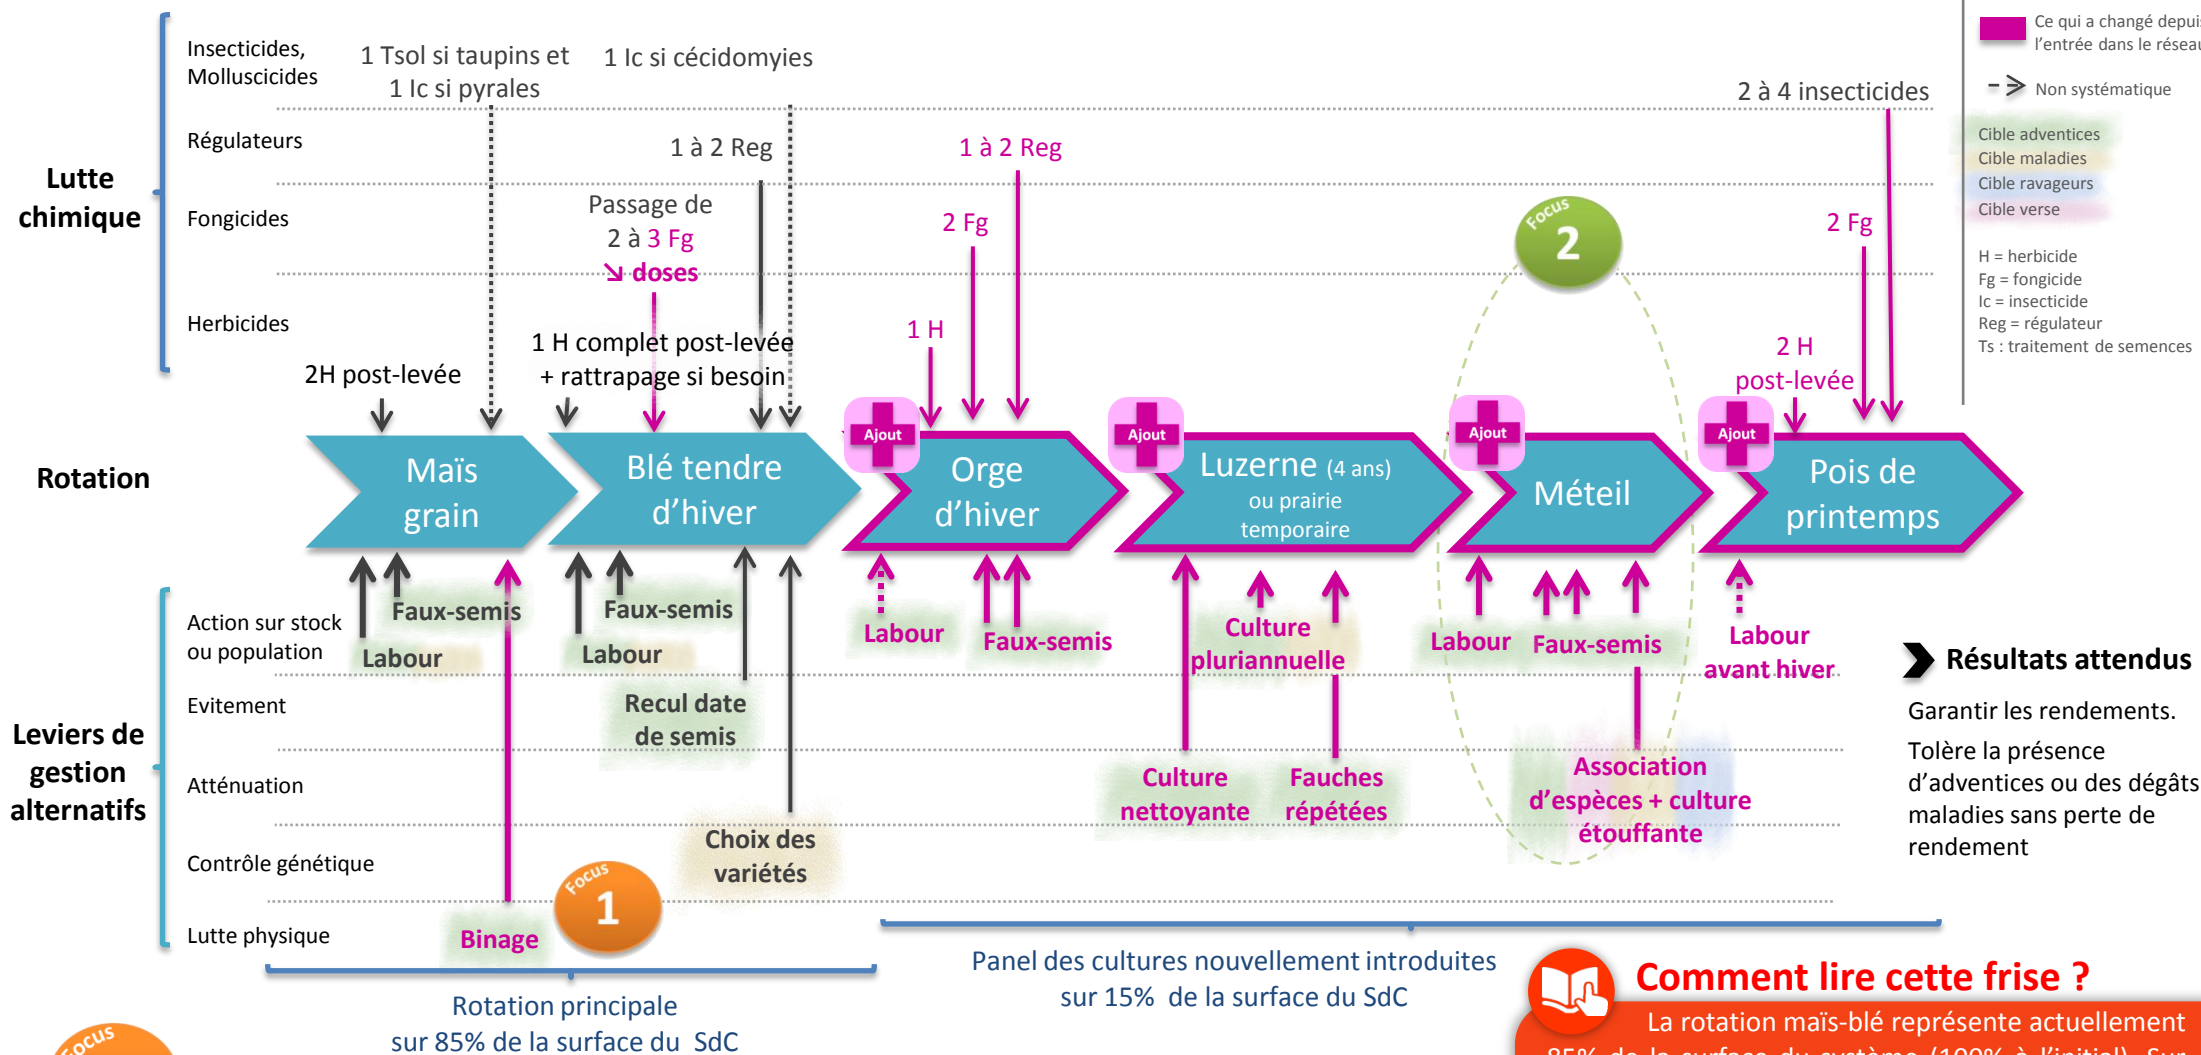 Insecticides,
Molluscicides
1 Tsol si taupins et
1 Ic si pyrales
1 Ic si cécidomyies
2 à 4 insecticides
Ce qui a changé depuis
l'entrée dans le réseau
Non systématique
Cible adventices
Cible maladies
Cible ravageurs
Cible verse
H = herbicide
Fg = fongicide
Ic = insecticide
Reg = régulateur
Ts : traitement de semences
Lutte
chimique
Régulateurs
1 à 2 Reg
1 à 2 Reg
Fongicides
Passage de
2 à 3 Fg
↘ doses
2 Fg
Focus
2
2 Fg
Herbicides
2H post-levée
1 H complet post-levée
+ rattrapage si besoin
1 H
2 H
post-levée
Rotation
Maïs
grain
Blé tendre
d'hiver
Ajout
Orge
d'hiver
Ajout
Luzerne (4 ans)
ou prairie
temporaire
Ajout
Méteil
Ajout
Pois de
printemps
Leviers de
gestion
alternatifs
Action sur stock
ou population
Faux-semis
Labour
Faux-semis
Labour
Labour
Faux-semis
Culture
pluriannuelle
Labour
Faux-semis
Labour
avant hiver
Evitement
Recul date
de semis
Atténuation
Culture
nettoyante
Fauches
répétées
Association
d'espèces + culture
étouffante
Contrôle génétique
Choix des
variétés
Lutte physique
Binage
Focus
1
Résultats attendus
Garantir les rendements.
Tolère la présence
d'adventices ou des dégâts
maladies sans perte de
rendement
Rotation principale
sur 85% de la surface du SdC
Panel des cultures nouvellement introduites
sur 15% de la surface du SdC
Comment lire cette frise ?
La rotation maïs-blé représente actuellement
85% de la surface du système (100% à l'initial). Sur